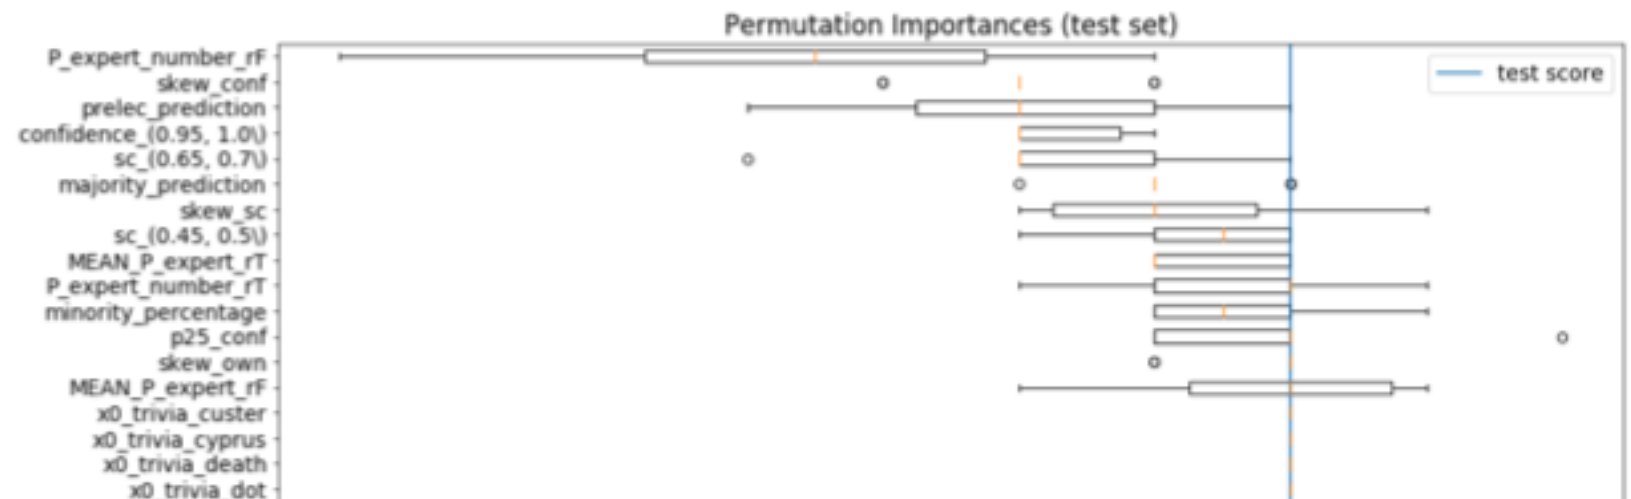 Permutation Importances (test set)
P_expert_number_rF
skew_conf
prelec_prediction
confidence_(0.95, 1.0\)
sc_(0.65, 0.7\)
majority_prediction
skew_sc
sc_(0.45, 0.5\)
MEAN_P_expert_rT
P_expert_number_rT
minority_percentage
p25_conf
skew_own
MEAN_P_expert_rF
x0_trivia_custer
x0_trivia_cyprus
x0_trivia_death
x0_trivia_dot
test score